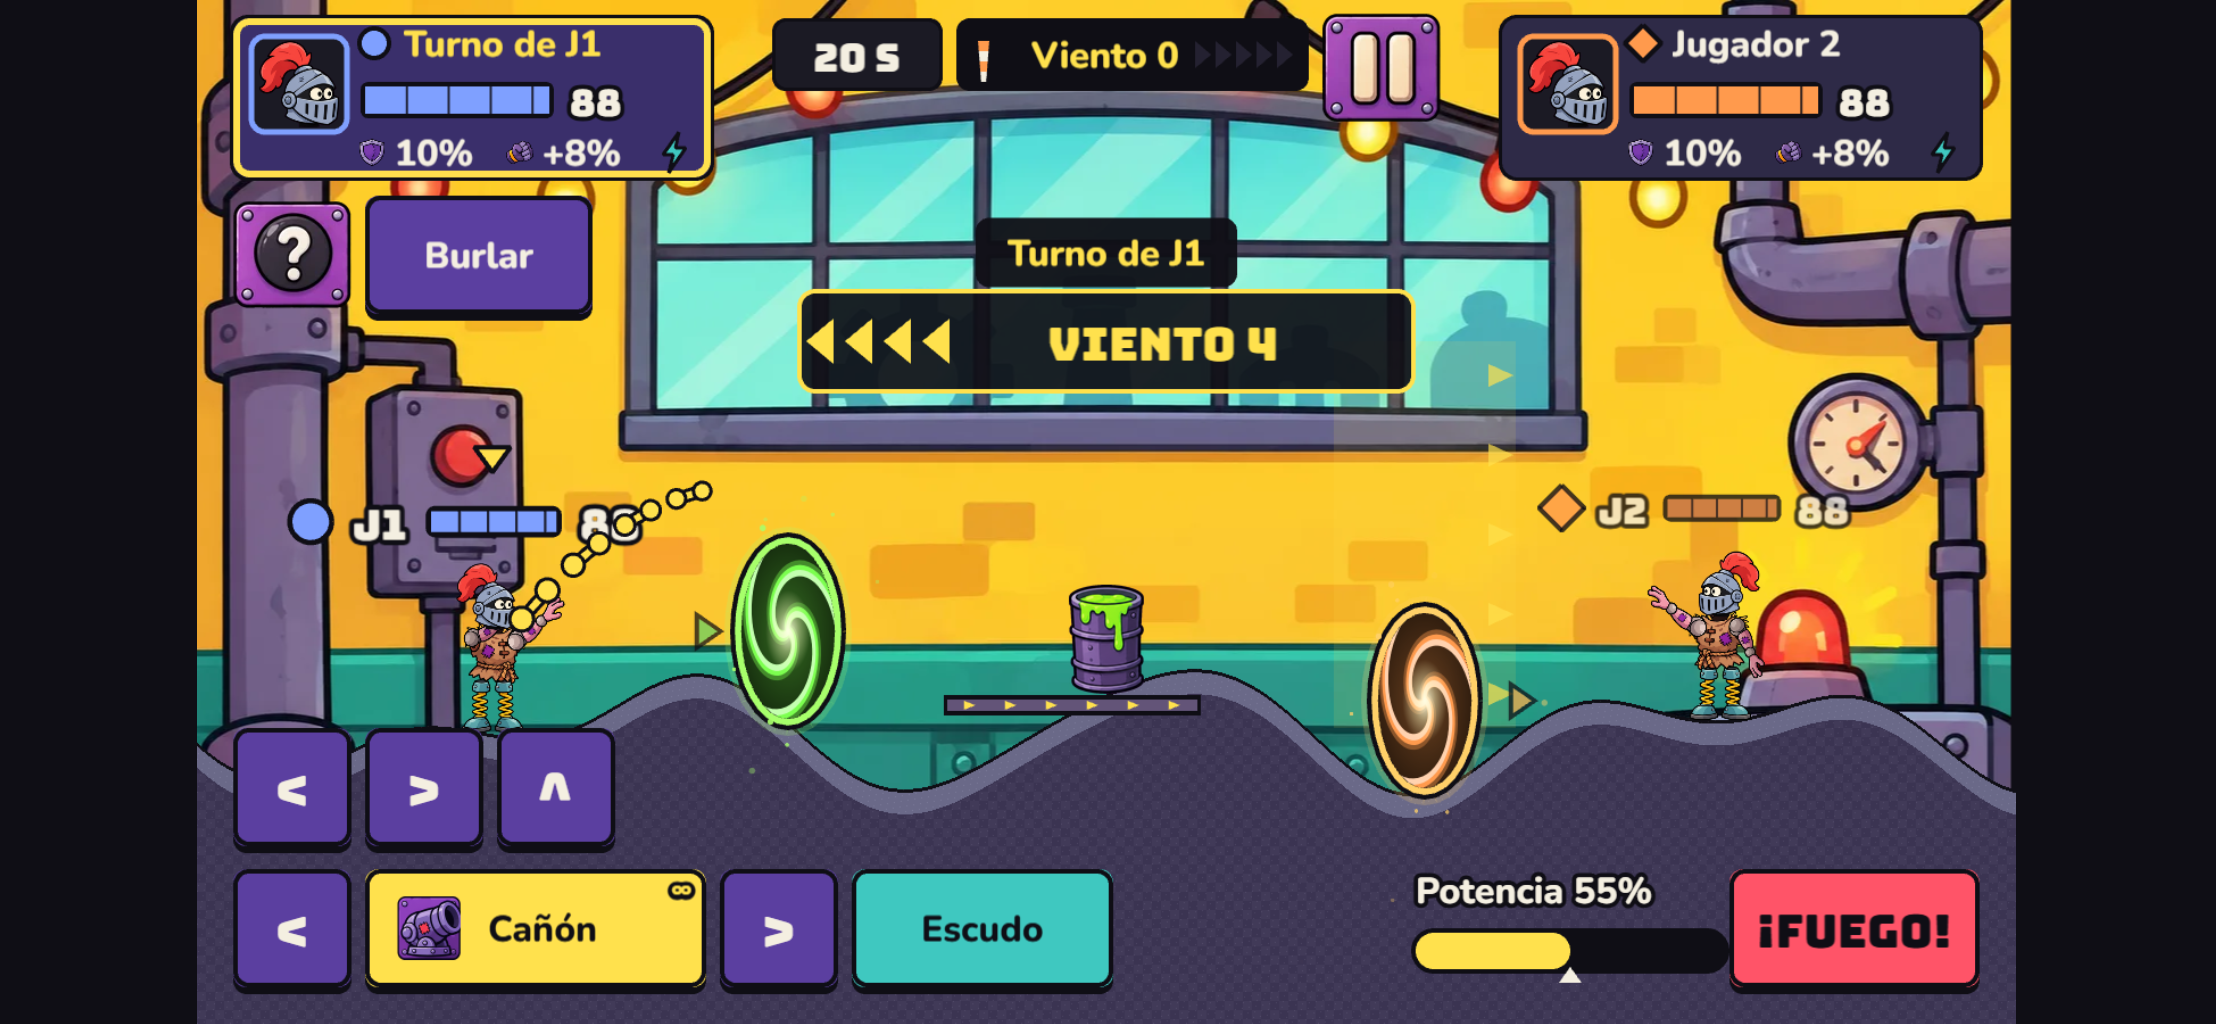 Turno de J1
88
10% +8%
20 S
Viento 0
Jugador 2
88
10% +8%
?
Burlar
Turno de J1
VIENTO 4
J1
J2 88
< > ^
<
Cañón
∞
>
Escudo
Potencia 55%
¡FUEGO!